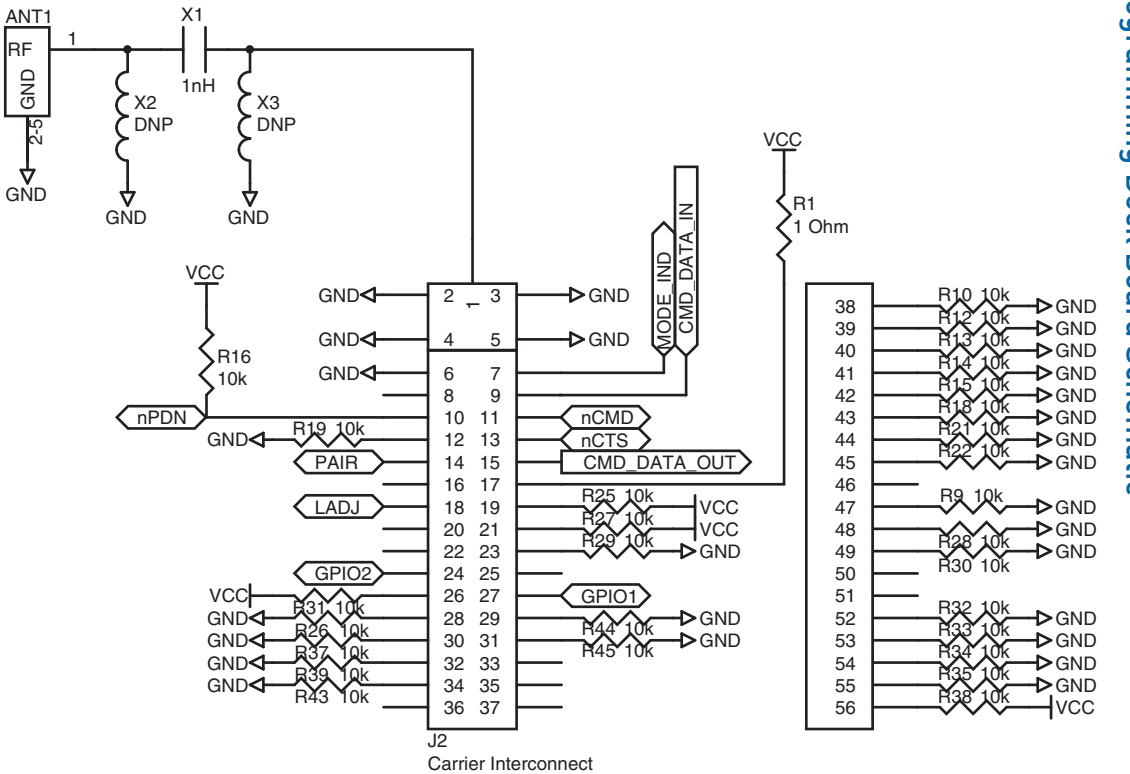 ANT1
X1
RF
1
GND
2-5
1nH
X2
DNP
X3
DNP
GND
GND
GND
VCC
R1
1 Ohm
MODE_IND
CMD_DATA_IN
VCC
R16
10k
nPDN
1
GND 2 3 GND
GND 4 5 GND
GND 6 7
8 9
10 11 nCMD
GND R19 10k 12 13 nCTS
PAIR 14 15 CMD_DATA_OUT
16 17
LADJ 18 19 R25 10k VCC
20 21 R27 10k VCC
22 23 R29 10k GND
GPIO2 24 25
VCC R31 10k 26 27 GPIO1
GND R26 10k 28 29 R44 10k GND
GND R37 10k 30 31 R45 10k GND
GND R39 10k 32 33
GND R43 10k 34 35
36 37
J2
Carrier Interconnect
38 R10 10k GND
39 R12 10k GND
40 R13 10k GND
41 R14 10k GND
42 R15 10k GND
43 R18 10k GND
44 R21 10k GND
45 R22 10k GND
46
47 R9 10k GND
48 R28 10k GND
49 R30 10k GND
50
51
52 R32 10k GND
53 R33 10k GND
54 R34 10k GND
55 R35 10k GND
56 R38 10k VCC
Dock Board